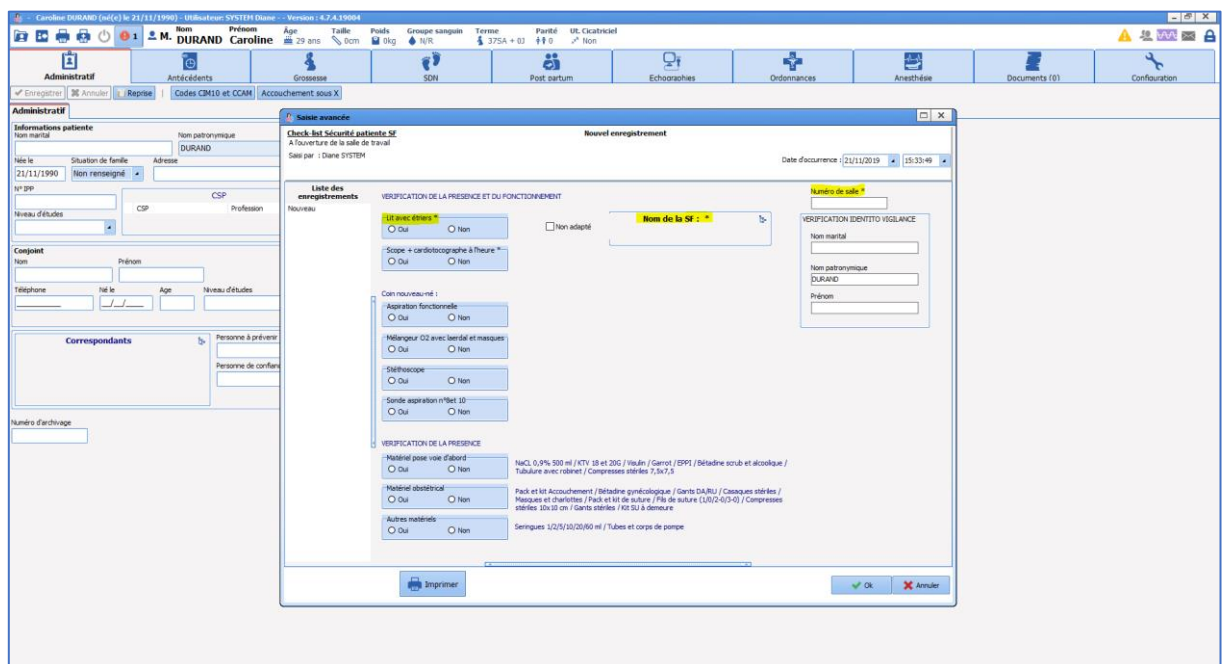 - Caroline DURAND (né(e) le 21/11/1990) - Utilisateur: SYSTEM Diane - - Version : 4.7.4.19004
1 M. Nom DURAND Prénom Caroline Âge 29 ans Taille 0cm Poids 0kg Groupe sanguin N/R Terme 37SA + 0J Parité 0 Ut. Cicatriciel Non
Administratif Antécédents Grossesse SDN Post partum Echographies Ordonnances Anesthésie Documents (0) Configuration
Enregistrer Annuler Reprise | Codes CIM10 et CCAM Accouchement sous X
Administratif
Informations patiente
Nom marital Nom patronymique
DURAND
Née le Situation de famille Adresse
21/11/1990 Non renseigné
N° IPP
CSP
CSP Profession
Niveau d'études
Conjoint
Nom Prénom
Téléphone Né le Age Niveau d'études
__/__/____
Correspondants
Personne à prévenir
Personne de confian
Numéro d'archivage
Saisie avancée
Check-list Sécurité patiente SF
Nouvel enregistrement
A l'ouverture de la salle de travail
Saisi par : Diane SYSTEM
Date d'occurrence : 21/11/2019 15:33:49
Liste des enregistrements
Nouveau
VERIFICATION DE LA PRESENCE ET DU FONCTIONNEMENT
Lit avec étriers *
Oui Non
Non adapté
Nom de la SF : *
Numéro de salle *
VERIFICATION IDENTITO VIGILANCE
Nom marital
Nom patronymique
DURAND
Prénom
Scope + cardiotocographe à l'heure *
Oui Non
Coin nouveau-né :
Aspiration fonctionnelle
Oui Non
Mélangeur O2 avec laerdal et masques
Oui Non
Stéthoscope
Oui Non
Sonde aspiration n°8et 10
Oui Non
VERIFICATION DE LA PRESENCE
Matériel pose voie d'abord
Oui Non
NaCL 0,9% 500 ml / KTV 18 et 20G / Visulin / Garrot / EPPI / Bétadine scrub et alcoolique /
Tubulure avec robinet / Compresses stériles 7,5x7,5
Matériel obstétrical
Oui Non
Pack et kit Accouchement / Bétadine gynécologique / Gants DA/RU / Casaques stériles /
Masques et charlottes / Pack et kit de suture / Fils de suture (1/0/2-0/3-0) / Compresses
stériles 10x10 cm / Gants stériles / Kit SU à demeure
Autres matériels
Oui Non
Seringues 1/2/5/10/20/60 ml / Tubes et corps de pompe
Imprimer
Ok Annuler